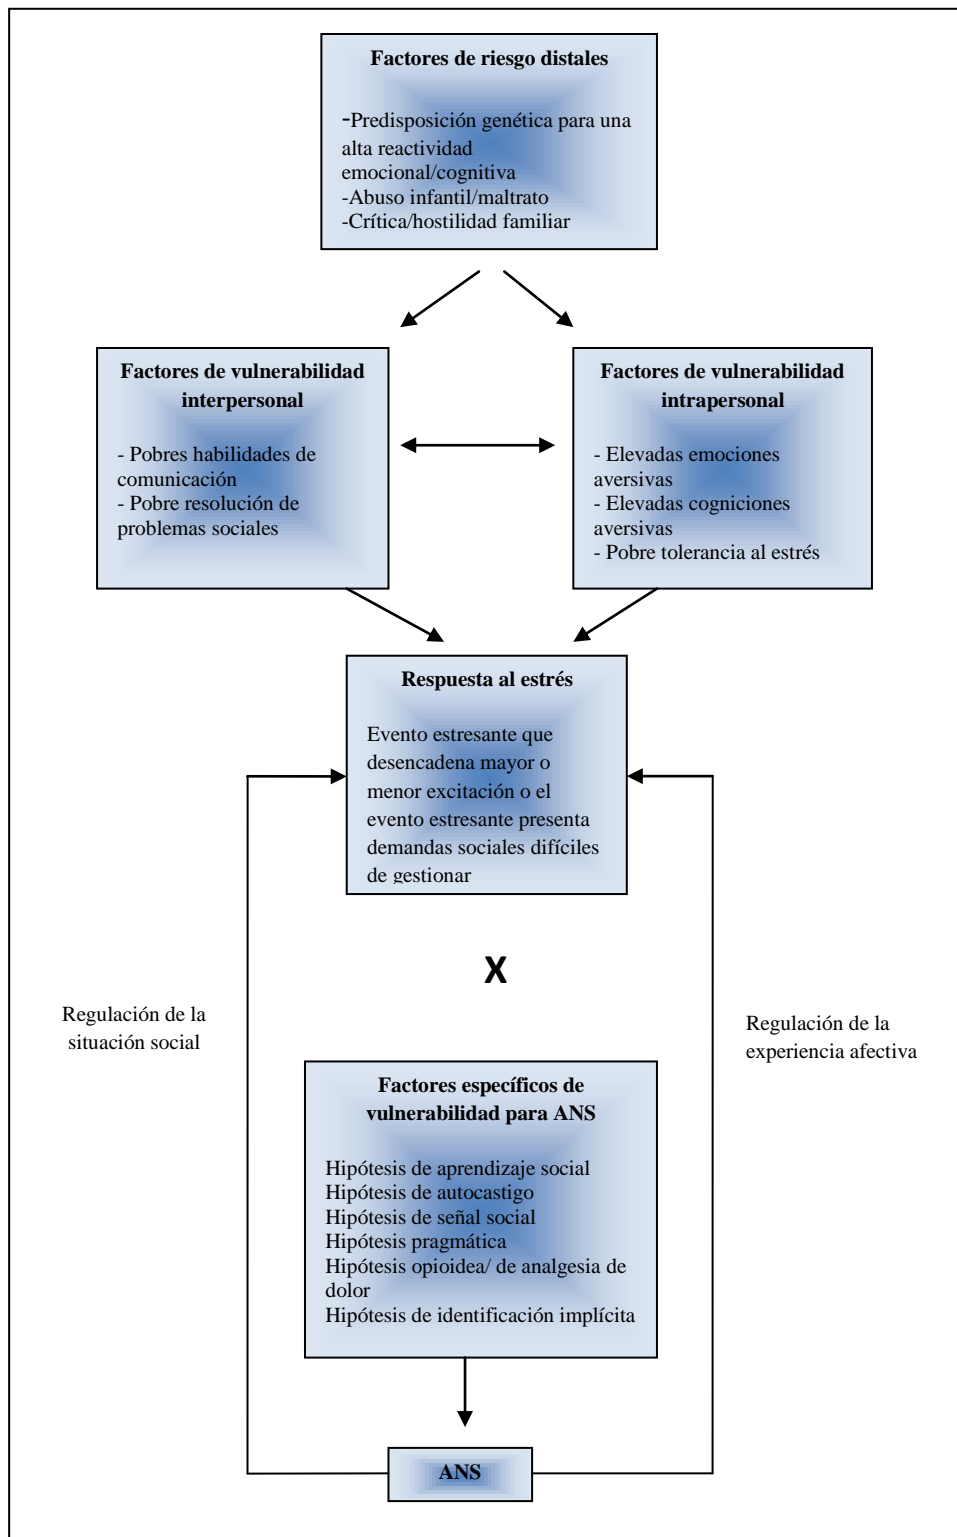 Factores de riesgo distales
-Predisposición genética para una
alta reactividad
emocional/cognitiva
-Abuso infantil/maltrato
-Crítica/hostilidad familiar
Factores de vulnerabilidad
interpersonal
- Pobres habilidades de
comunicación
- Pobre resolución de
problemas sociales
Factores de vulnerabilidad
intrapersonal
- Elevadas emociones
aversivas
- Elevadas cogniciones
aversivas
- Pobre tolerancia al estrés
Respuesta al estrés
Evento estresante que
desencadena mayor o
menor excitación o el
evento estresante presenta
demandas sociales difíciles
de gestionar
X
Regulación de la
situación social
Regulación de la
experiencia afectiva
Factores específicos de
vulnerabilidad para ANS
Hipótesis de aprendizaje social
Hipótesis de autocastigo
Hipótesis de señal social
Hipótesis pragmática
Hipótesis opioidea/ de analgesia de
dolor
Hipótesis de identificación implícita
ANS